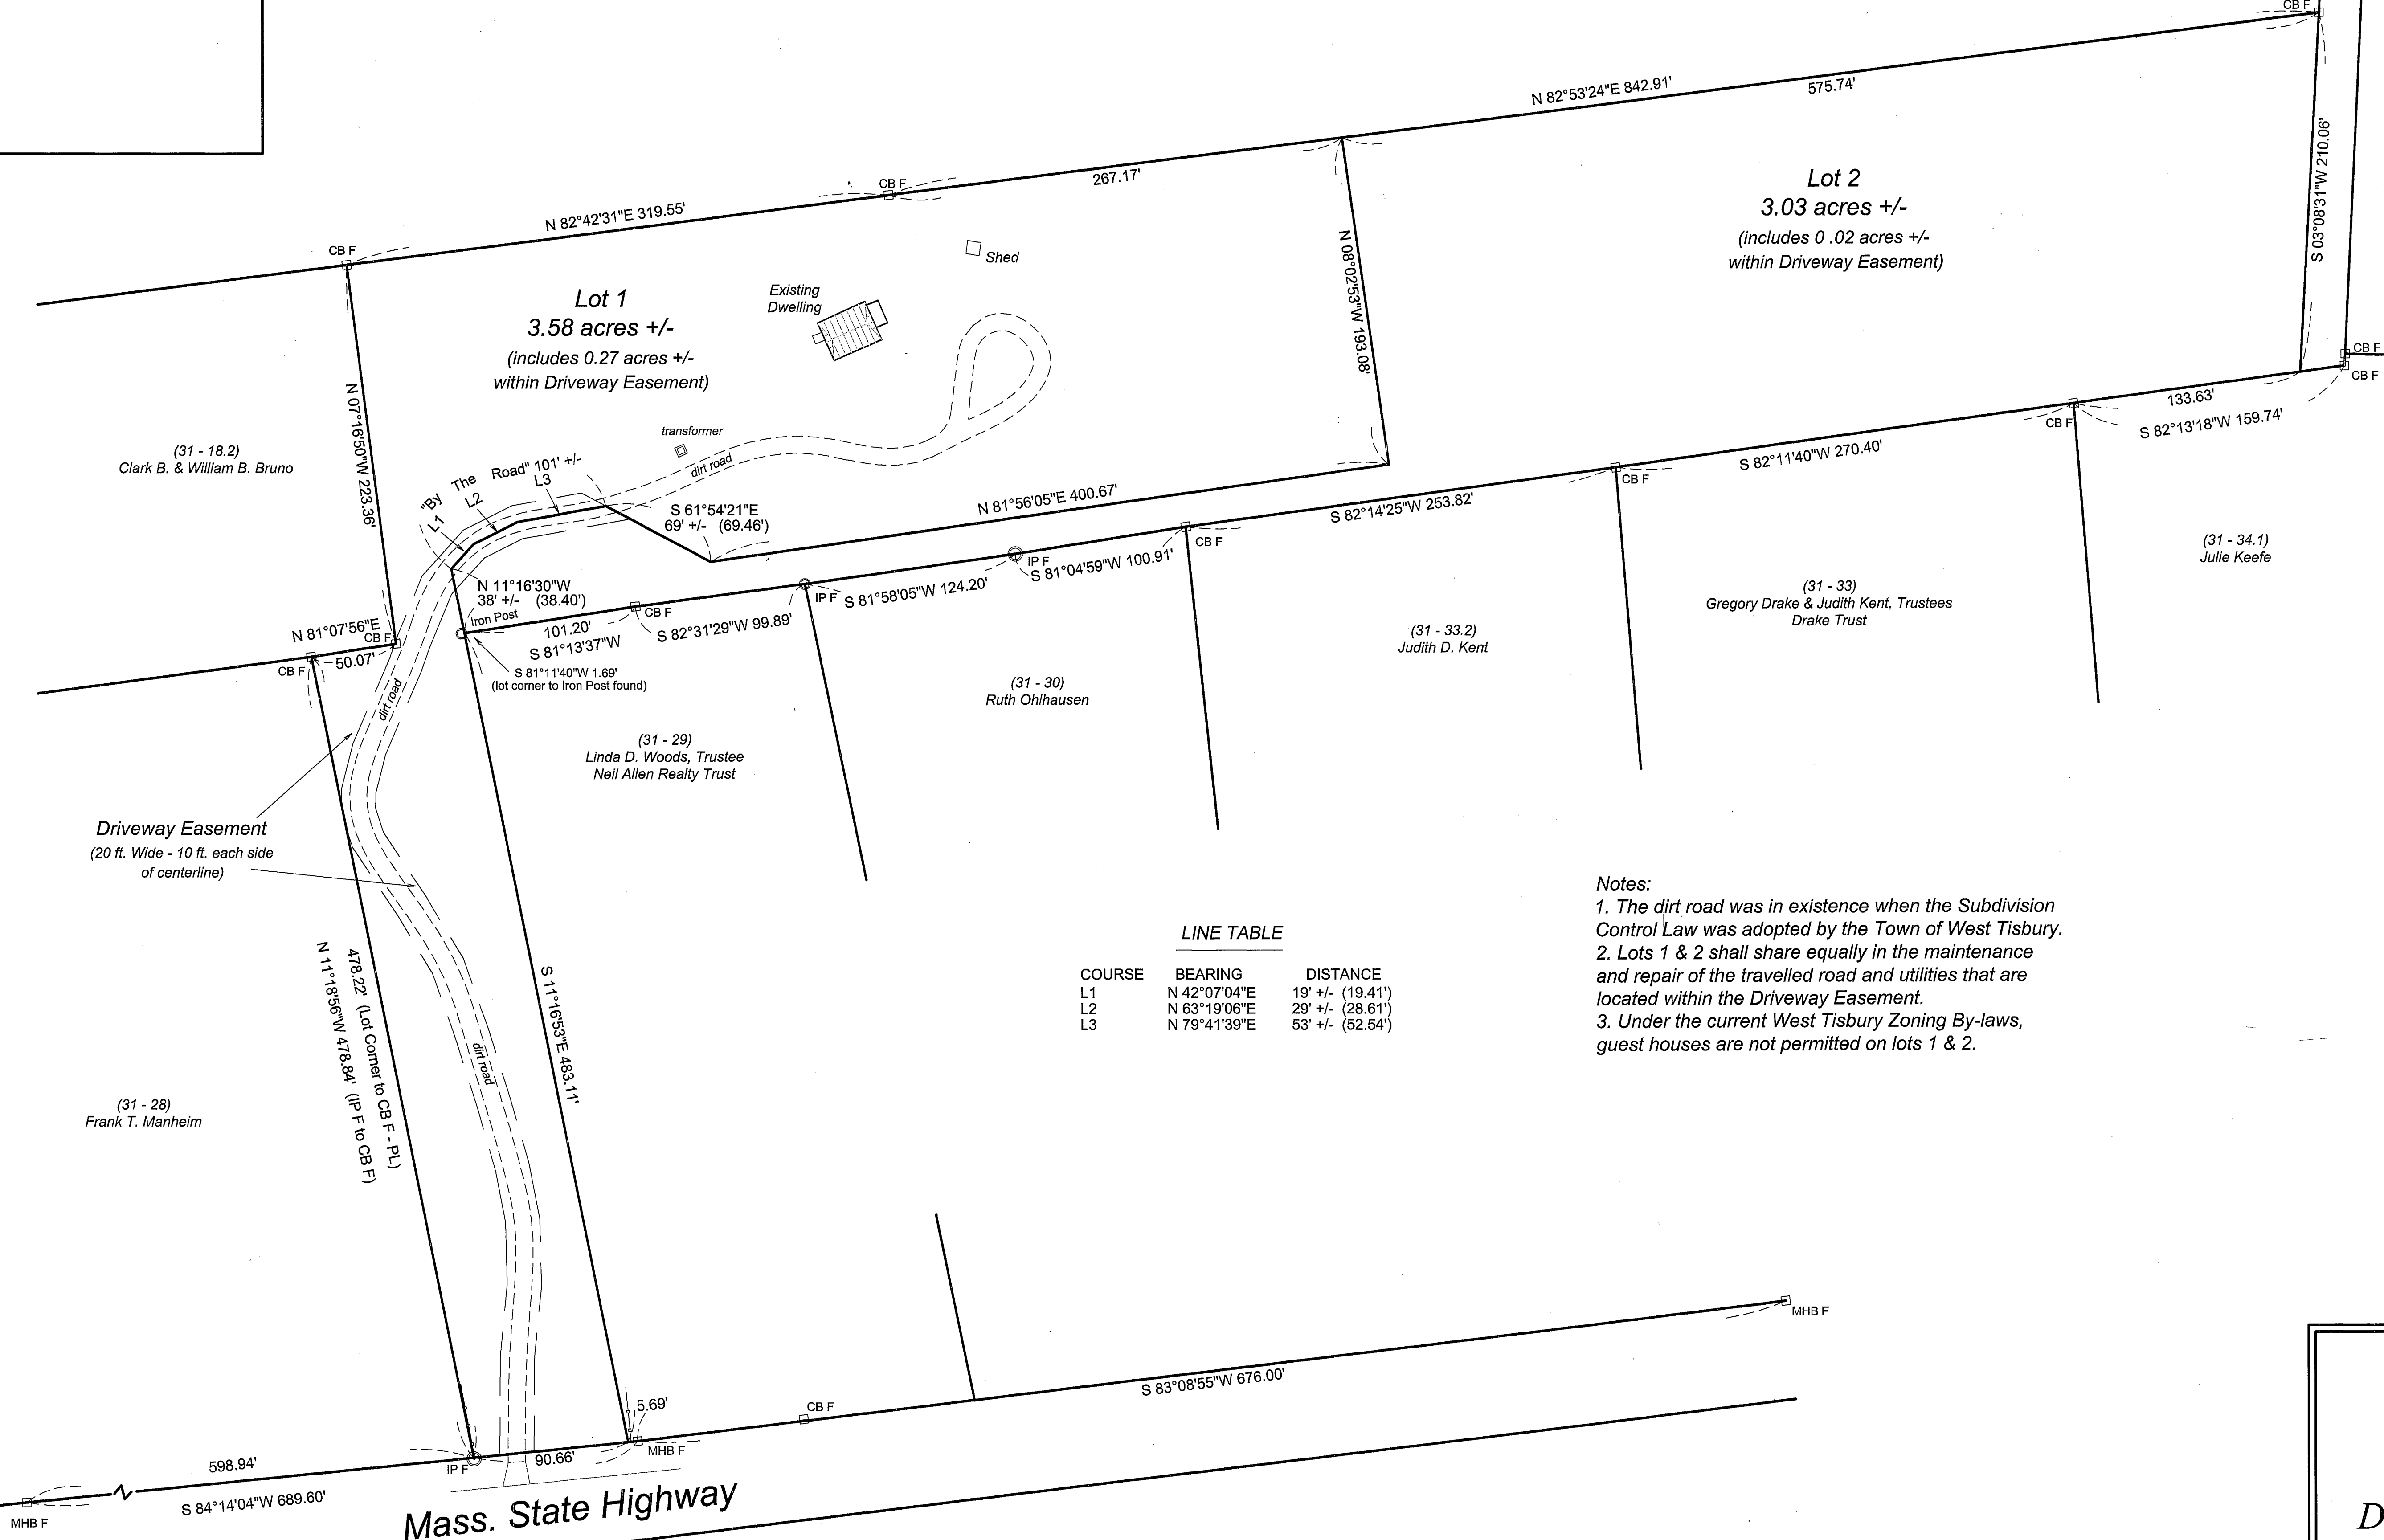 CB F
N 82°53'24"E 842.91'
575.74'
S 03°08'31"W 210.06'
CB F
267.17'
N 82°42'31"E 319.55'
CB F
Lot 2
3.03 acres +/-
(includes 0 .02 acres +/-
within Driveway Easement)
Shed
Existing
Dwelling
Lot 1
3.58 acres +/-
(includes 0.27 acres +/-
within Driveway Easement)
N 08°02'53"W 193.08'
N 07°16'50"W 223.36'
CB F
CB F
133.63'
S 82°13'18"W 159.74'
CB F
transformer
dirt road
(31 - 18.2)
Clark B. & William B. Bruno
"By The Road" 101' +/-
L1
L2
L3
S 61°54'21"E
69' +/- (69.46')
N 81°56'05"E 400.67'
S 82°11'40"W 270.40'
CB F
S 82°14'25"W 253.82'
CB F
IP F
S 81°04'59"W 100.91'
(31 - 34.1)
Julie Keefe
(31 - 33)
Gregory Drake & Judith Kent, Trustees
Drake Trust
(31 - 33.2)
Judith D. Kent
N 11°16'30"W
38' +/- (38.40')
Iron Post
101.20'
S 81°13'37"W
CB F
S 82°31'29"W 99.89'
IP F
S 81°58'05"W 124.20'
N 81°07'56"E
CB F
50.07'
CB F
S 81°11'40"W 1.69'
(lot corner to Iron Post found)
dirt road
(31 - 30)
Ruth Ohlhausen
(31 - 29)
Linda D. Woods, Trustee
Neil Allen Realty Trust
Driveway Easement
(20 ft. Wide - 10 ft. each side
of centerline)
478.22' (Lot Corner to CB F - PL)
N 11°18'56"W 478.84' (IP F to CB F)
S 11°16'53"E 483.11'
dirt road
(31 - 28)
Frank T. Manheim
LINE TABLE
COURSE BEARING DISTANCE
L1 N 42°07'04"E 19' +/- (19.41')
L2 N 63°19'06"E 29' +/- (28.61')
L3 N 79°41'39"E 53' +/- (52.54')
Notes:
1. The dirt road was in existence when the Subdivision
Control Law was adopted by the Town of West Tisbury.
2. Lots 1 & 2 shall share equally in the maintenance
and repair of the travelled road and utilities that are
located within the Driveway Easement.
3. Under the current West Tisbury Zoning By-laws,
guest houses are not permitted on lots 1 & 2.
MHB F
S 83°08'55"W 676.00'
CB F
5.69'
MHB F
90.66'
IP F
598.94'
S 84°14'04"W 689.60'
MHB F
Mass. State Highway
D